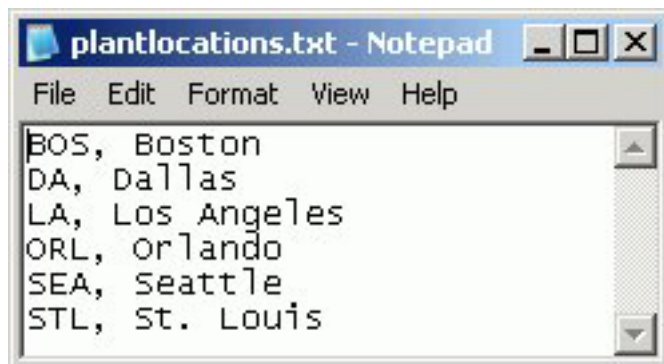 plantlocations.txt - Notepad
File Edit Format View Help
BOS, Boston
DA, Dallas
LA, Los Angeles
ORL, Orlando
SEA, Seattle
STL, St. Louis